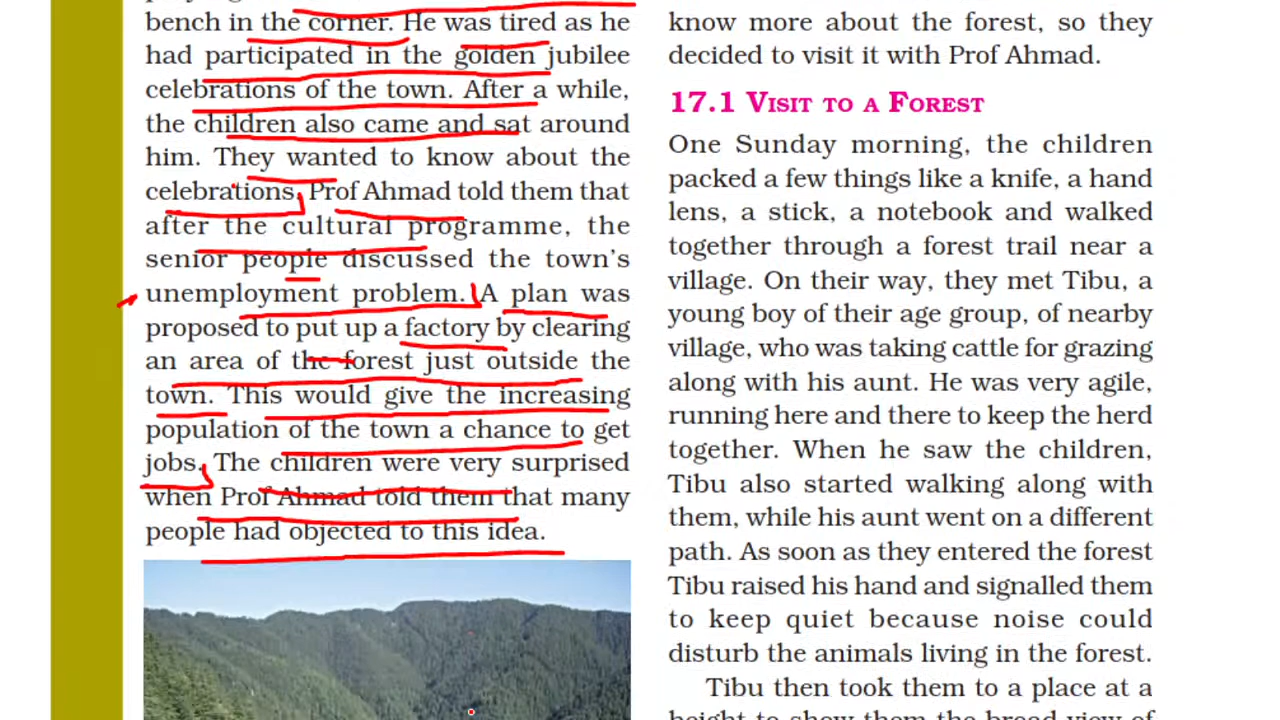 bench in the corner. He was tired as he
had participated in the golden jubilee
celebrations of the town. After a while,
the children also came and sat around
him. They wanted to know about the
celebrations. Prof Ahmad told them that
after the cultural programme, the
senior people discussed the town's
unemployment problem. A plan was
proposed to put up a factory by clearing
an area of the forest just outside the
town. This would give the increasing
population of the town a chance to get
jobs. The children were very surprised
when Prof Ahmad told them that many
people had objected to this idea.
know more about the forest, so they
decided to visit it with Prof Ahmad.
17.1 VISIT TO A FOREST
One Sunday morning, the children
packed a few things like a knife, a hand
lens, a stick, a notebook and walked
together through a forest trail near a
village. On their way, they met Tibu, a
young boy of their age group, of nearby
village, who was taking cattle for grazing
along with his aunt. He was very agile,
running here and there to keep the herd
together. When he saw the children,
Tibu also started walking along with
them, while his aunt went on a different
path. As soon as they entered the forest
Tibu raised his hand and signalled them
to keep quiet because noise could
disturb the animals living in the forest.
Tibu then took them to a place at a
height to show them the broad view of